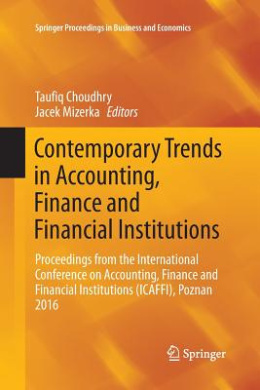 Springer Proceedings in Business and Economics
Taufiq Choudhry
Jacek Mizerka Editors
Contemporary Trends
in Accounting,
Finance and
Financial Institutions
Proceedings from the International
Conference on Accounting, Finance and
Financial Institutions (ICAFFI), Poznan
2016
Springer